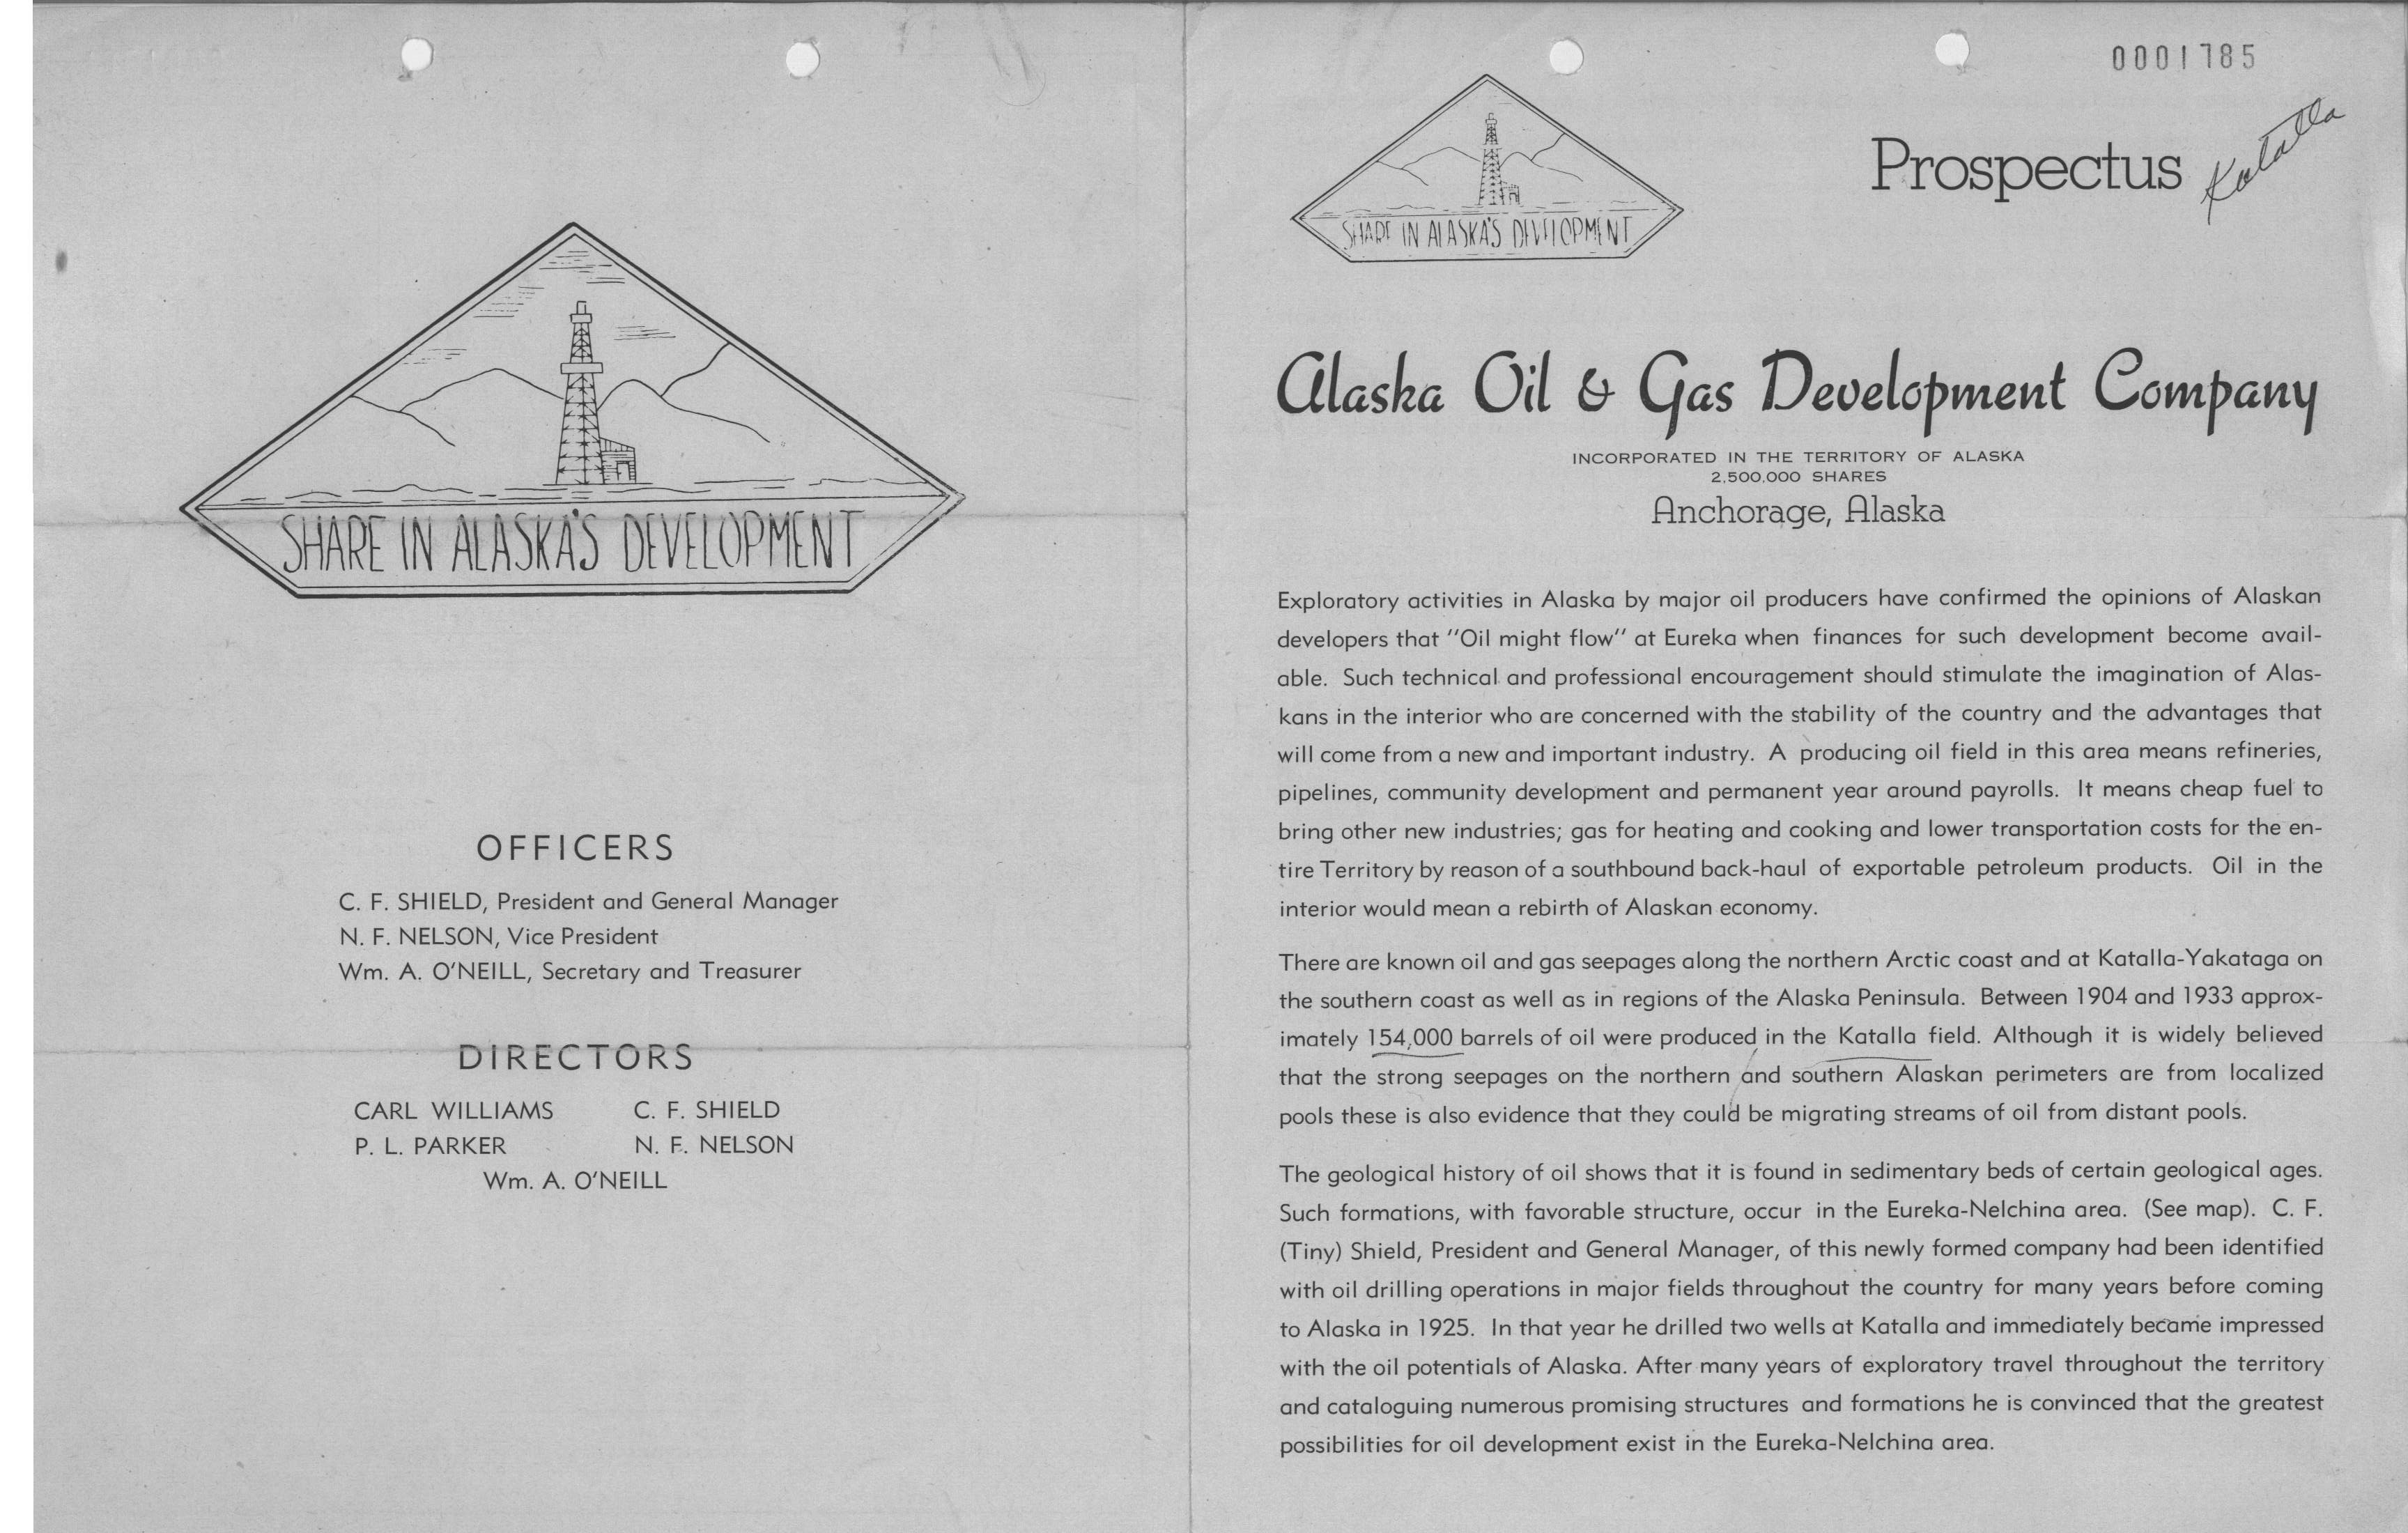 SHARE IN ALASKA'S DEVELOPMENT
OFFICERS
C. F. SHIELD, President and General Manager
N. F. NELSON, Vice President
Wm. A. O'NEILL, Secretary and Treasurer
DIRECTORS
CARL WILLIAMS C. F. SHIELD
P. L. PARKER N. F. NELSON
Wm. A. O'NEILL
0001785
Prospectus Katalla
SHARE IN ALASKA'S DEVELOPMENT
Alaska Oil & Gas Development Company
INCORPORATED IN THE TERRITORY OF ALASKA
2,500,000 SHARES
Anchorage, Alaska
Exploratory activities in Alaska by major oil producers have confirmed the opinions of Alaskan
developers that "Oil might flow" at Eureka when finances for such development become avail-
able. Such technical and professional encouragement should stimulate the imagination of Alas-
kans in the interior who are concerned with the stability of the country and the advantages that
will come from a new and important industry. A producing oil field in this area means refineries,
pipelines, community development and permanent year around payrolls. It means cheap fuel to
bring other new industries; gas for heating and cooking and lower transportation costs for the en-
tire Territory by reason of a southbound back-haul of exportable petroleum products. Oil in the
interior would mean a rebirth of Alaskan economy.
There are known oil and gas seepages along the northern Arctic coast and at Katalla-Yakataga on
the southern coast as well as in regions of the Alaska Peninsula. Between 1904 and 1933 approx-
imately 154,000 barrels of oil were produced in the Katalla field. Although it is widely believed
that the strong seepages on the northern and southern Alaskan perimeters are from localized
pools these is also evidence that they could be migrating streams of oil from distant pools.
The geological history of oil shows that it is found in sedimentary beds of certain geological ages.
Such formations, with favorable structure, occur in the Eureka-Nelchina area. (See map). C. F.
(Tiny) Shield, President and General Manager, of this newly formed company had been identified
with oil drilling operations in major fields throughout the country for many years before coming
to Alaska in 1925. In that year he drilled two wells at Katalla and immediately became impressed
with the oil potentials of Alaska. After many years of exploratory travel throughout the territory
and cataloguing numerous promising structures and formations he is convinced that the greatest
possibilities for oil development exist in the Eureka-Nelchina area.